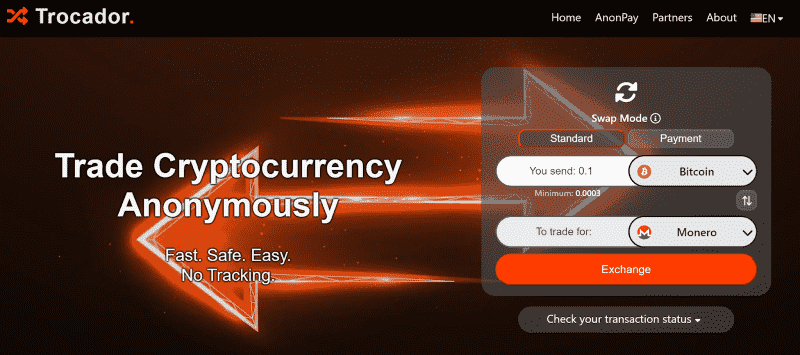 Trocador.
Home AnonPay Partners About EN
Trade Cryptocurrency
Anonymously
Fast. Safe. Easy.
No Tracking.
Swap Mode
Standard Payment
You send: 0.1 Bitcoin
Minimum: 0.0003
To trade for: Monero
Exchange
Check your transaction status